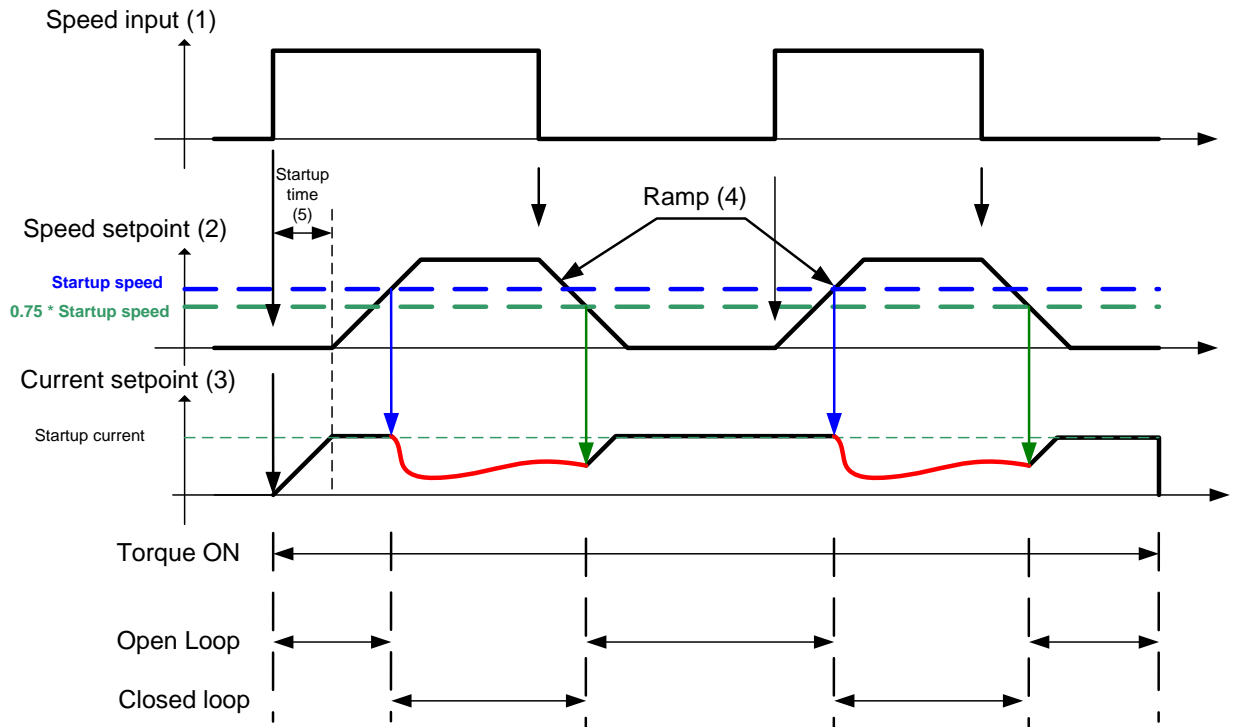 Speed input (1)
Startup
time
(5)
Ramp (4)
Speed setpoint (2)
Startup speed
0.75 * Startup speed
Current setpoint (3)
Startup current
Torque ON
Open Loop
Closed loop